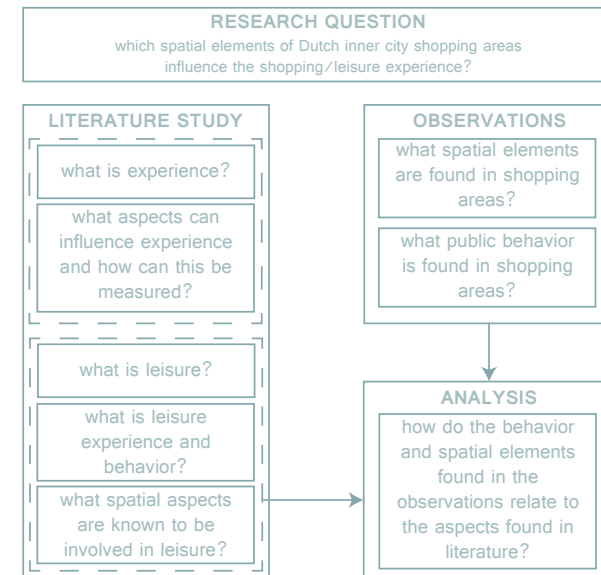 RESEARCH QUESTION
which spatial elements of Dutch inner city shopping areas
influence the shopping/leisure experience?
LITERATURE STUDY
what is experience?
what aspects can
influence experience
and how can this be
measured?
what is leisure?
what is leisure
experience and
behavior?
what spatial aspects
are known to be
involved in leisure?
OBSERVATIONS
what spatial elements
are found in shopping
areas?
what public behavior
is found in shopping
areas?
ANALYSIS
how do the behavior
and spatial elements
found in the
observations relate to
the aspects found in
literature?